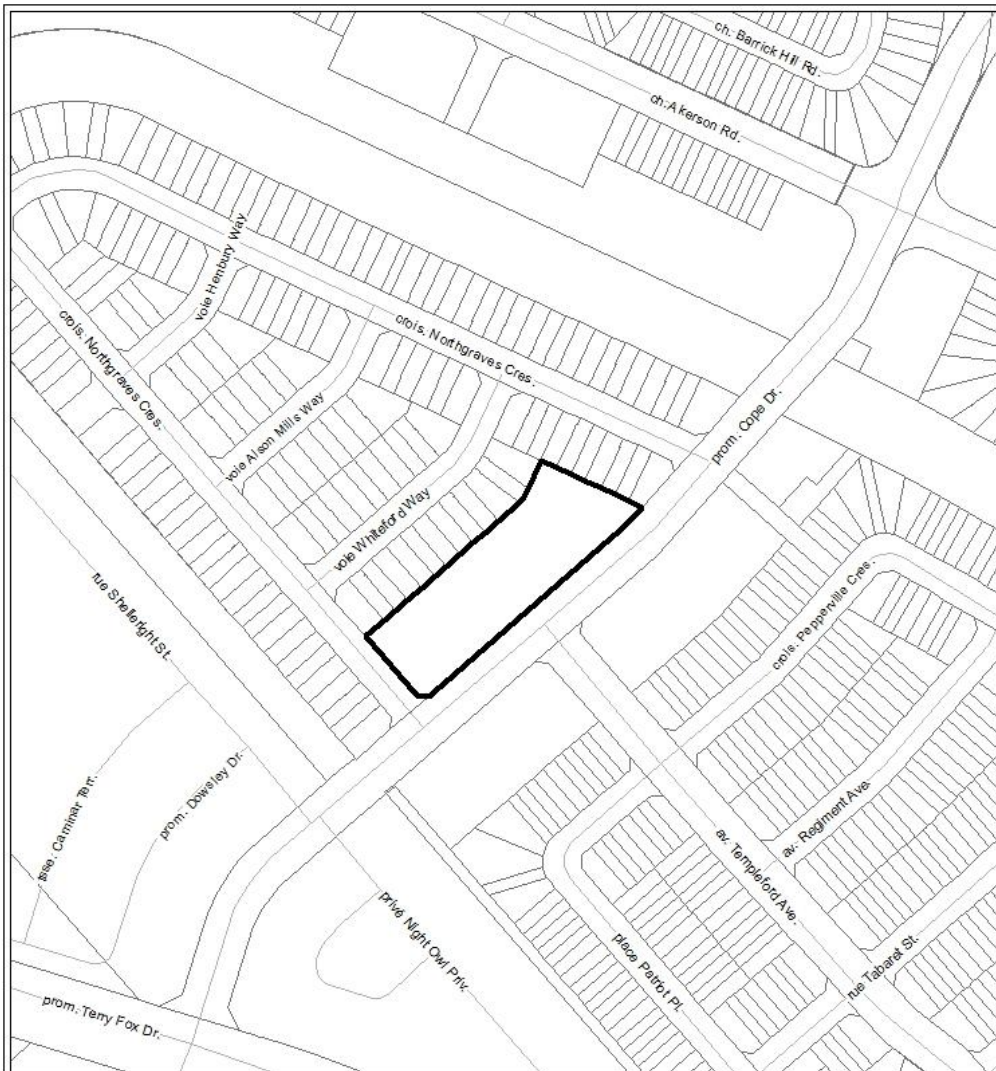 ch. Barrick Hill Rd.
ch. Akerson Rd.
voie Henbury Way
crois. Northgraves Cres.
crois. Northgraves Cres.
voie Alson Mills Way
prom. Cope Dr.
voie Whiteford Way
rue Shelleright St.
crois. Pepperville Cres.
tsse. Caminar Terr.
prom. Dowsley Dr.
av. Regiment Ave.
av. Templeford Ave.
privé Night Owl Priv.
place Patriot Pl.
rue Tabaret St.
prom. Terry Fox Dr.